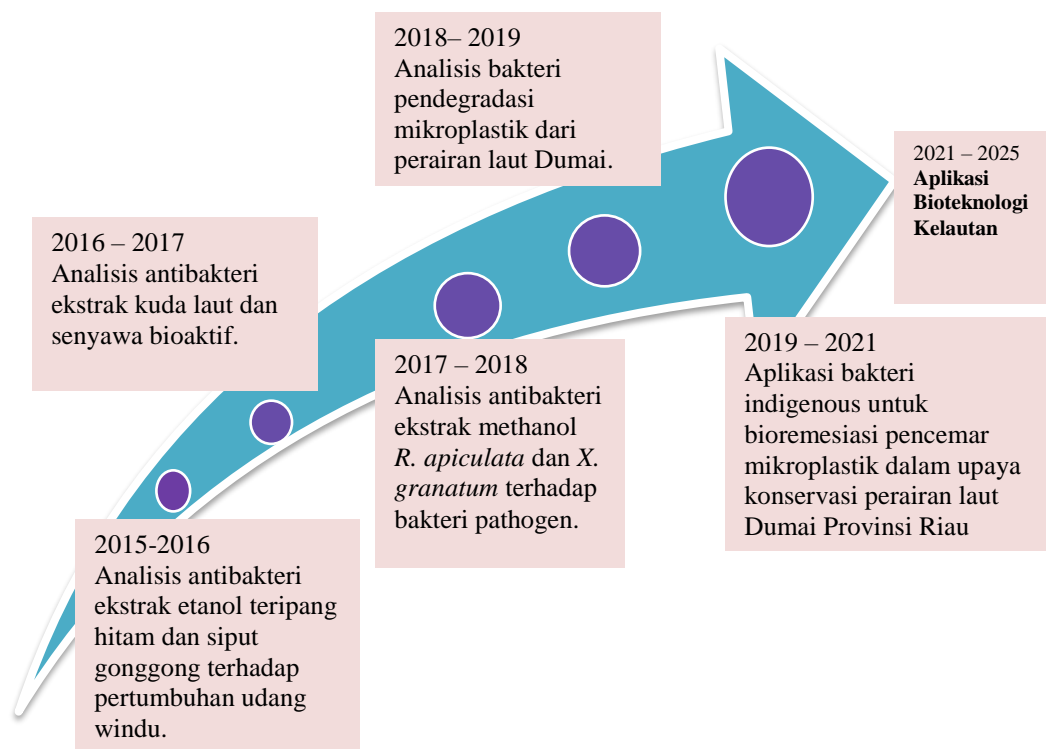 2018– 2019
Analisis bakteri
pendegradasi
mikroplastik dari
perairan laut Dumai.
2021 – 2025
Aplikasi
Bioteknologi
Kelautan
2016 – 2017
Analisis antibakteri
ekstrak kuda laut dan
senyawa bioaktif.
2017 – 2018
Analisis antibakteri
ekstrak methanol
R. apiculata dan X.
granatum terhadap
bakteri pathogen.
2019 – 2021
Aplikasi bakteri
indigenous untuk
bioremesiasi pencemar
mikroplastik dalam upaya
konservasi perairan laut
Dumai Provinsi Riau
2015-2016
Analisis antibakteri
ekstrak etanol teripang
hitam dan siput
gonggong terhadap
pertumbuhan udang
windu.